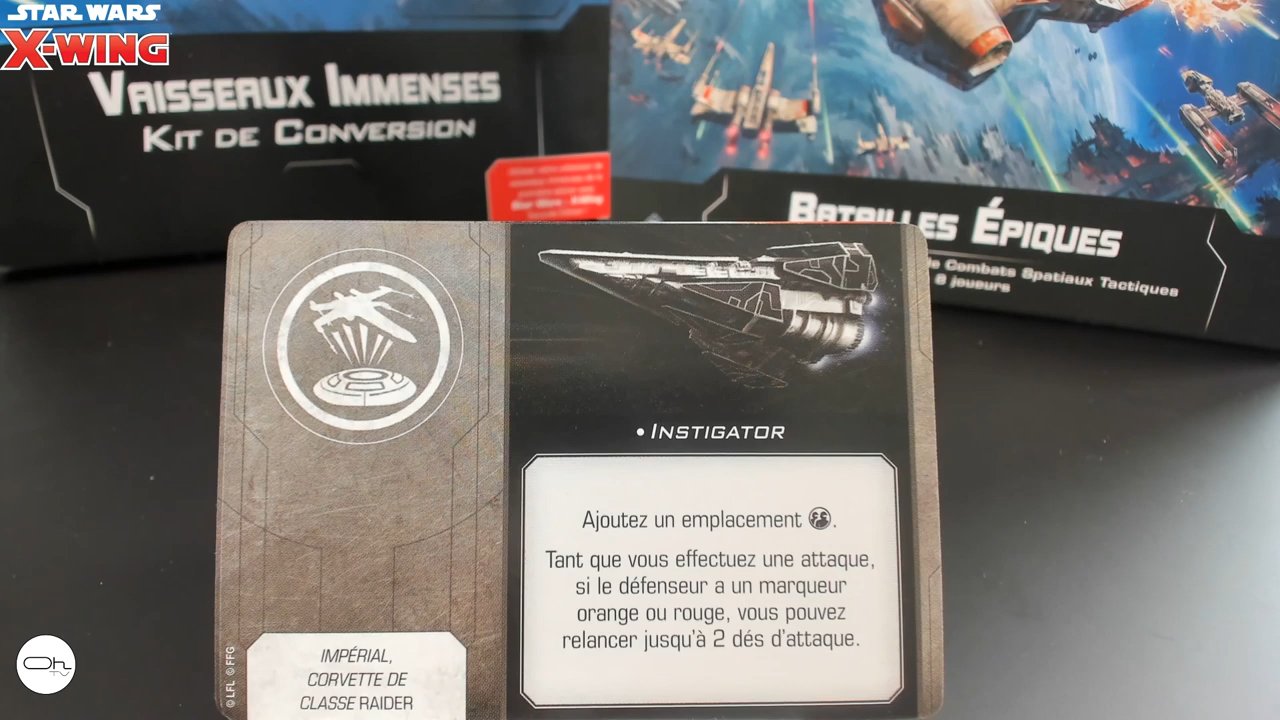 STAR WARS
X-WING
VAISSEAUX IMMENSES
KIT DE CONVERSION
BATAILLES ÉPIQUES
de Combats Spatiaux Tactiques
8 joueurs
• INSTIGATOR
Ajoutez un emplacement .
Tant que vous effectuez une attaque,
si le défenseur a un marqueur
orange ou rouge, vous pouvez
relancer jusqu'à 2 dés d'attaque.
IMPÉRIAL,
CORVETTE DE
CLASSE RAIDER
© LFL © FFG
Oh
TV